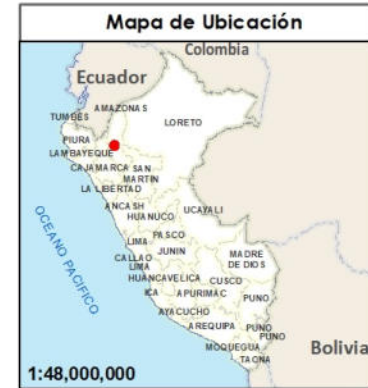 Mapa de Ubicación
Colombia
Ecuador
AMAZONAS
TUMBES
LORETO
PIURA
LAMBAYEQUE
CAJAMARCA
SAN
MARTIN
LA LIBERTAD
ANCASH
HUANUCO
UCAYALI
PASCO
LIMA
JUNIN
CALLAO
LIMA
MADRE
DE DIOS
HUANCAVELICA
CUSCO
ICA
APURIMAC
PUNO
AYACUCHO
AREQUIPA
PUNO
PUNO
MOQUEGUA
TACNA
OCEANO PACIFICO
Bolivia
1:48,000,000